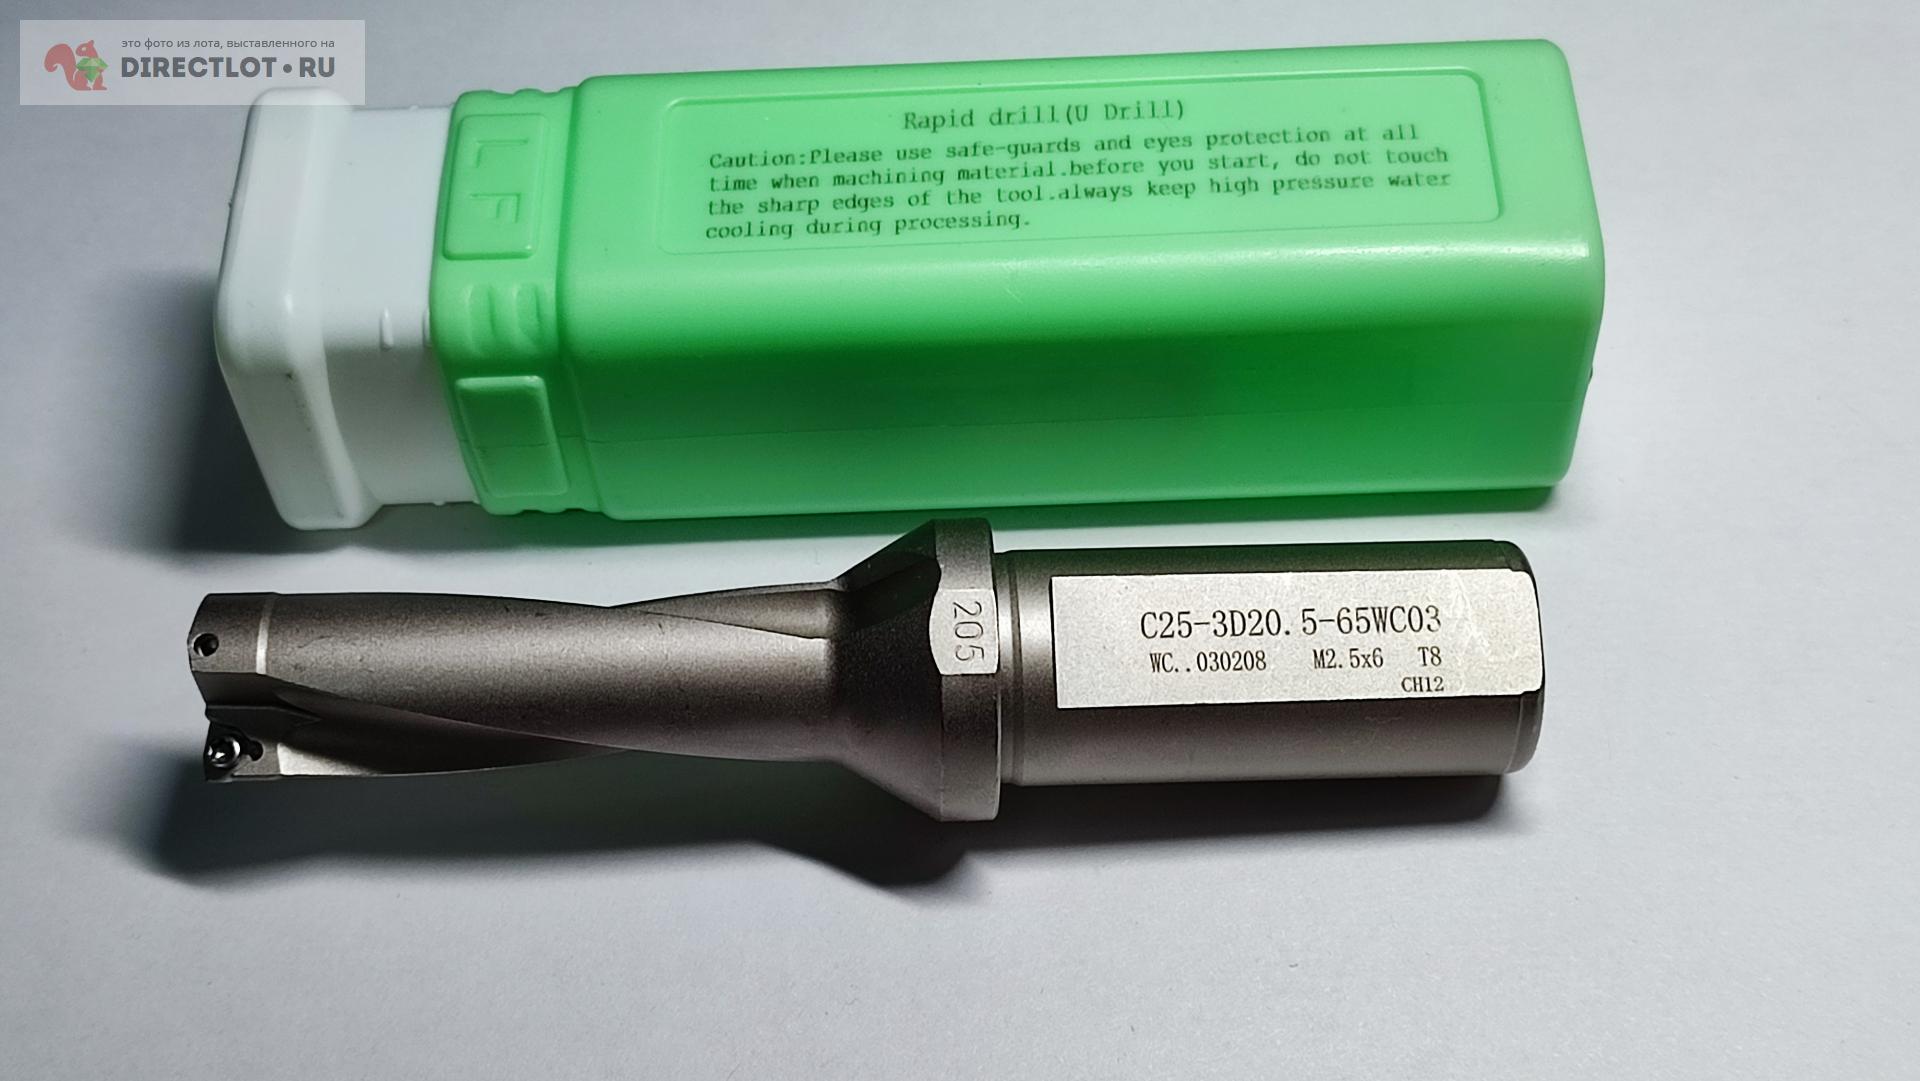 это фото из лота, выставленного на
DIRECTLOT•RU
LF
Rapid drill(U Drill)
Caution:Please use safe-guards and eyes protection at all
time when machining material.before you start, do not touch
the sharp edges of the tool.always keep high pressure water
cooling during processing.
205
C25-3D20.5-65WC03
WC..030208 M2.5x6 T8
CH12